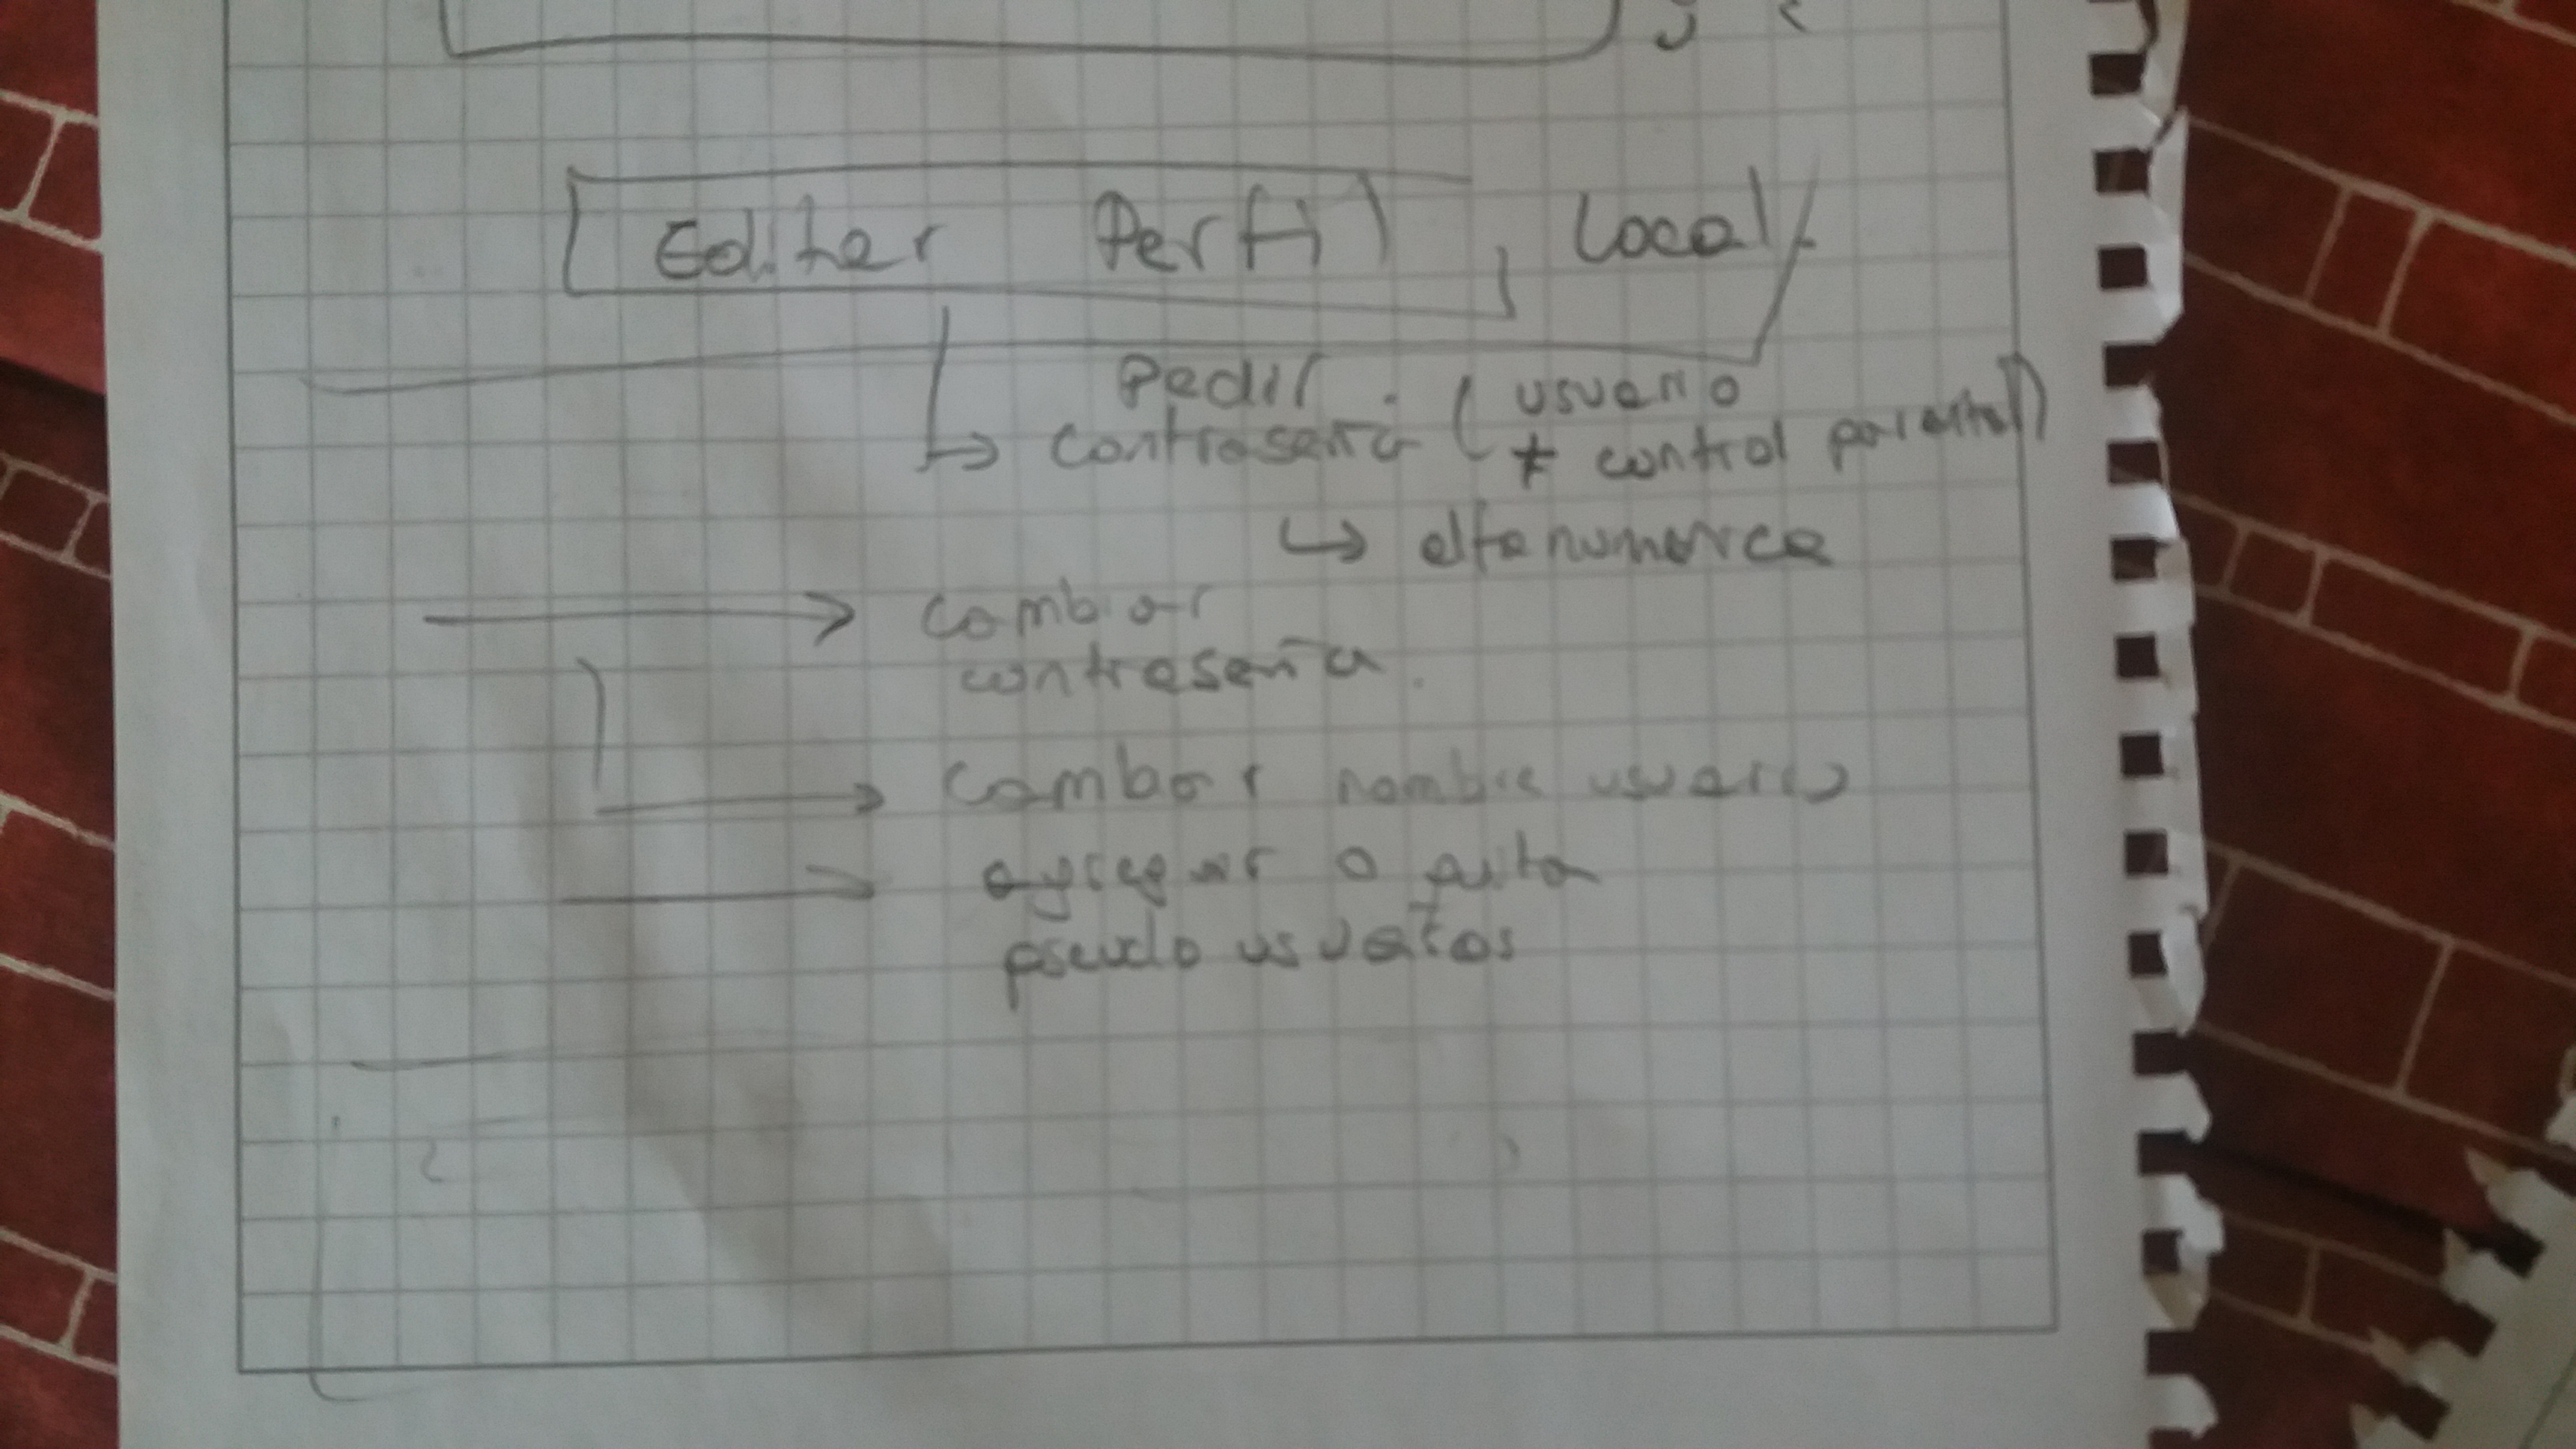 Editar Perfil Local
Pedir
contraseña (usuario
≠ control parental)
↳ alfanumerica
→ cambiar
contraseña.
→ cambiar nombre usuario
→ agregar o quitar
pseudo usuarios